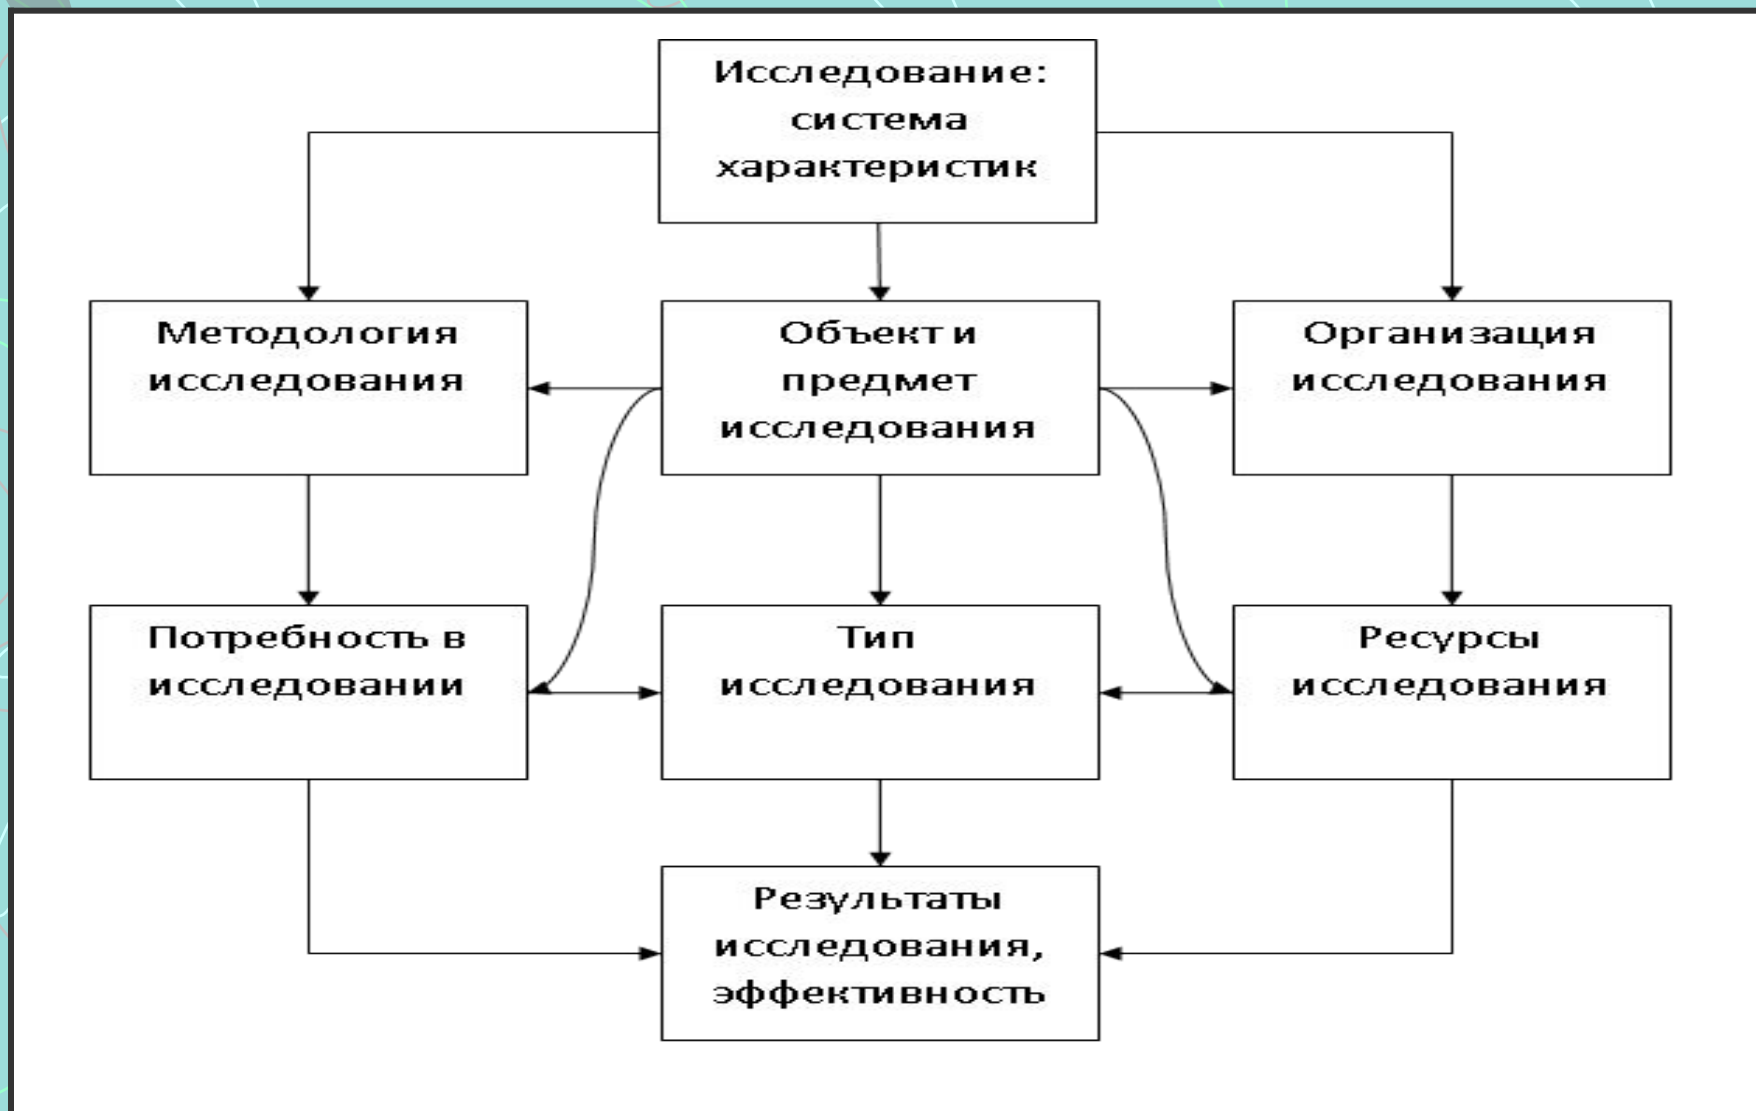 Исследование:
система
характеристик
Методология
исследования
Объект и
предмет
исследования
Организация
исследования
Потребность в
исследовании
Тип
исследования
Ресурсы
исследования
Результаты
исследования,
эффективность